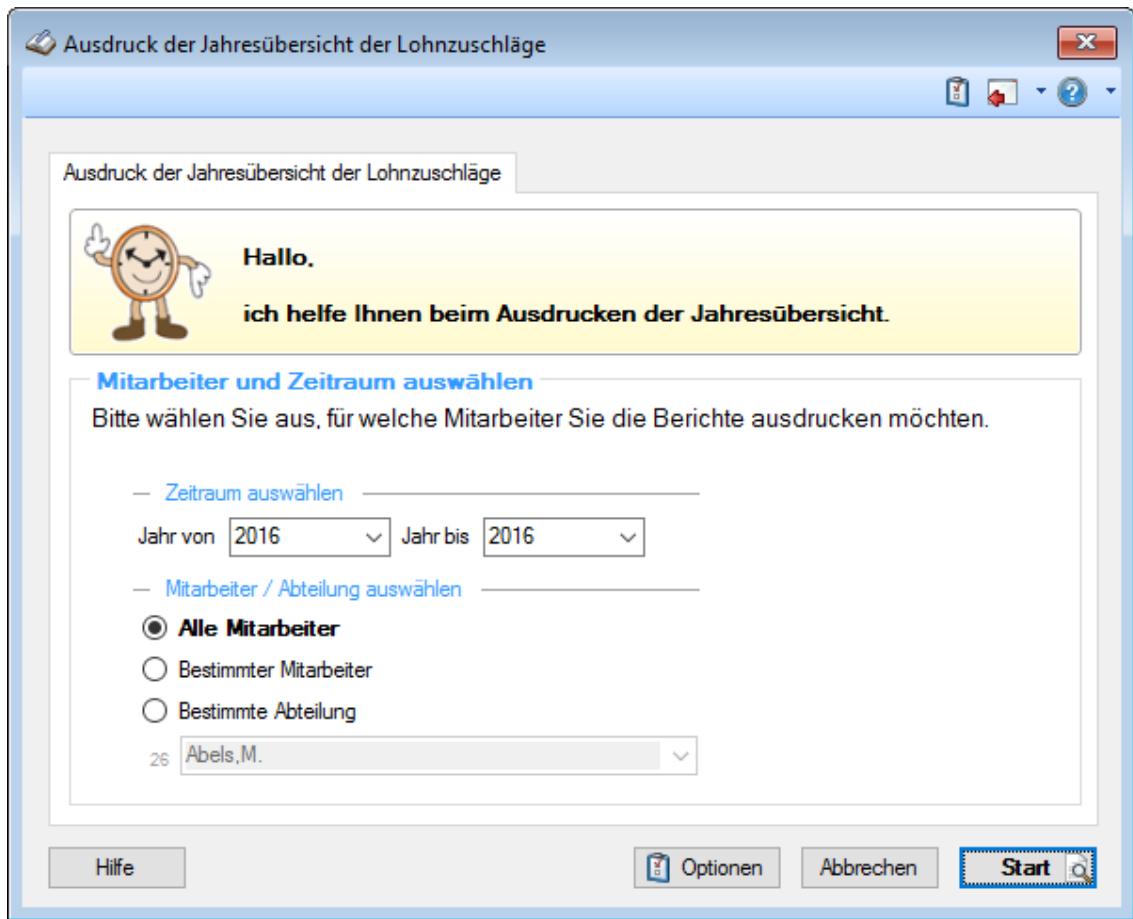 Ausdruck der Jahresübersicht der Lohnzuschläge
Ausdruck der Jahresübersicht der Lohnzuschläge
Hallo,
ich helfe Ihnen beim Ausdrucken der Jahresübersicht.
Mitarbeiter und Zeitraum auswählen
Bitte wählen Sie aus, für welche Mitarbeiter Sie die Berichte ausdrucken möchten.
Zeitraum auswählen
Jahr von 2016 Jahr bis 2016
Mitarbeiter / Abteilung auswählen
Alle Mitarbeiter
Bestimmter Mitarbeiter
Bestimmte Abteilung
26 Abels,M.
Hilfe Optionen Abbrechen Start